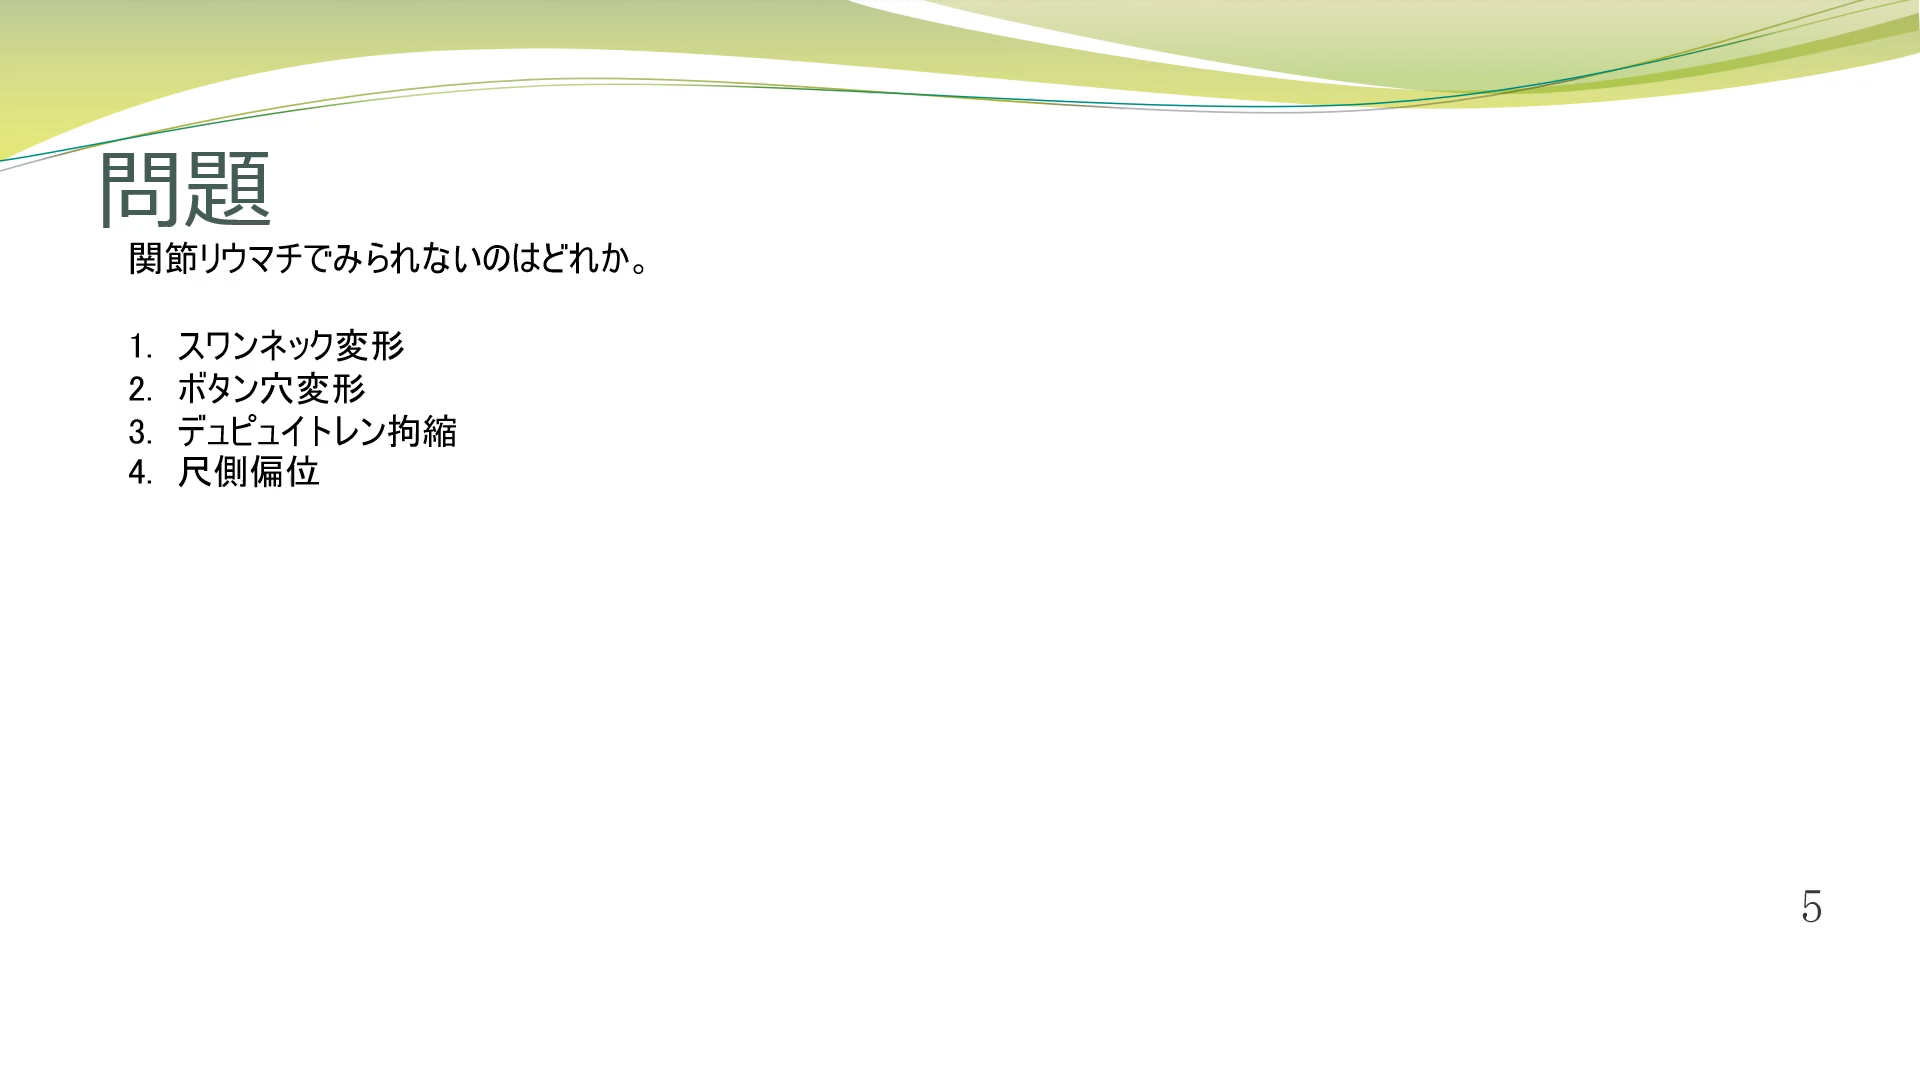 問題
関節リウマチでみられないのはどれか。
1. スワンネック変形
2. ボタン穴変形
3. デュピュイトレン拘縮
4. 尺側偏位
5